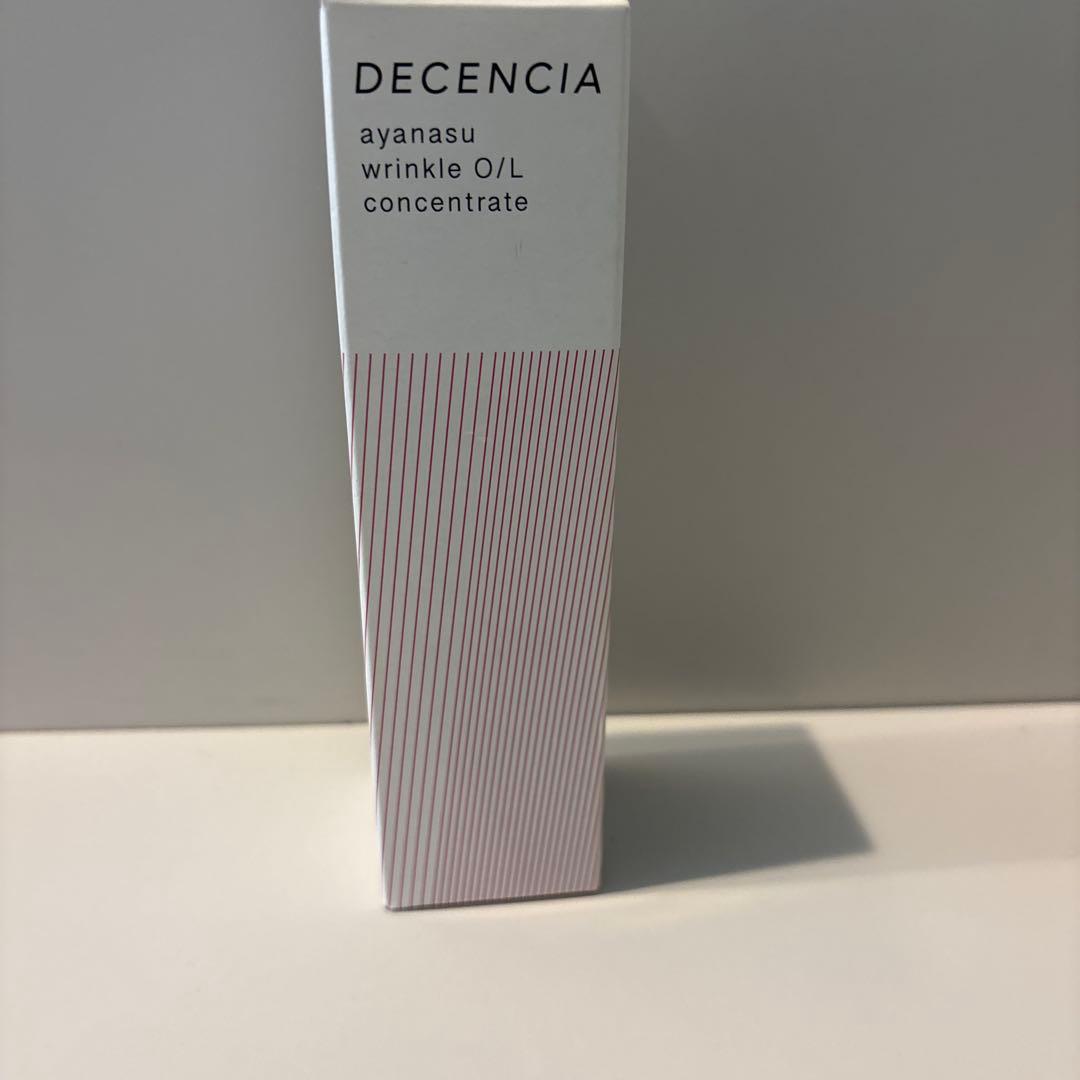 DECENCIA
ayanasu
wrinkle O/L
concentrate